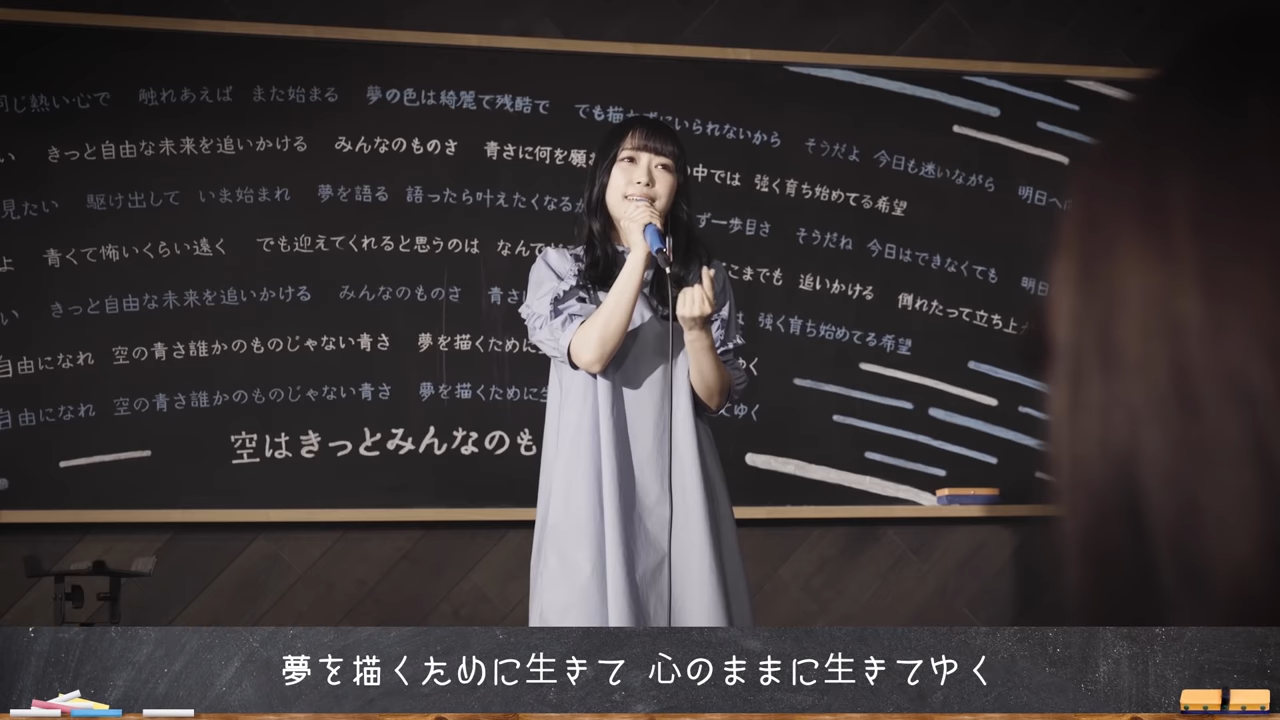 同じ熱い心で 触れあえば また始まる 夢の色は綺麗で残酷で でも描かずにいられないから そうだよ 今日も迷いながら 明日へ
い きっと自由な未来を追いかける みんなのものさ 青さに何を願 の中では 強く育ち始めてる希望
見たい 駆け出して いま始まれ 夢を語る 語ったら叶えたくなるか ず一歩目さ そうだね 今日はできなくても 明日
よ 青くて怖いくらい遠く でも迎えてくれると思うのは なんで こまでも 追いかける 倒れたって立ち上
い きっと自由な未来を追いかける みんなのものさ 青さ は 強く育ち始めてる希望
自由になれ 空の青さ誰かのものじゃない青さ 夢を描くために ゆく
自由になれ 空の青さ誰かのものじゃない青さ 夢を描くために生 てゆく
空はきっとみんなのも
夢を描くために生きて 心のままに生きてゆく